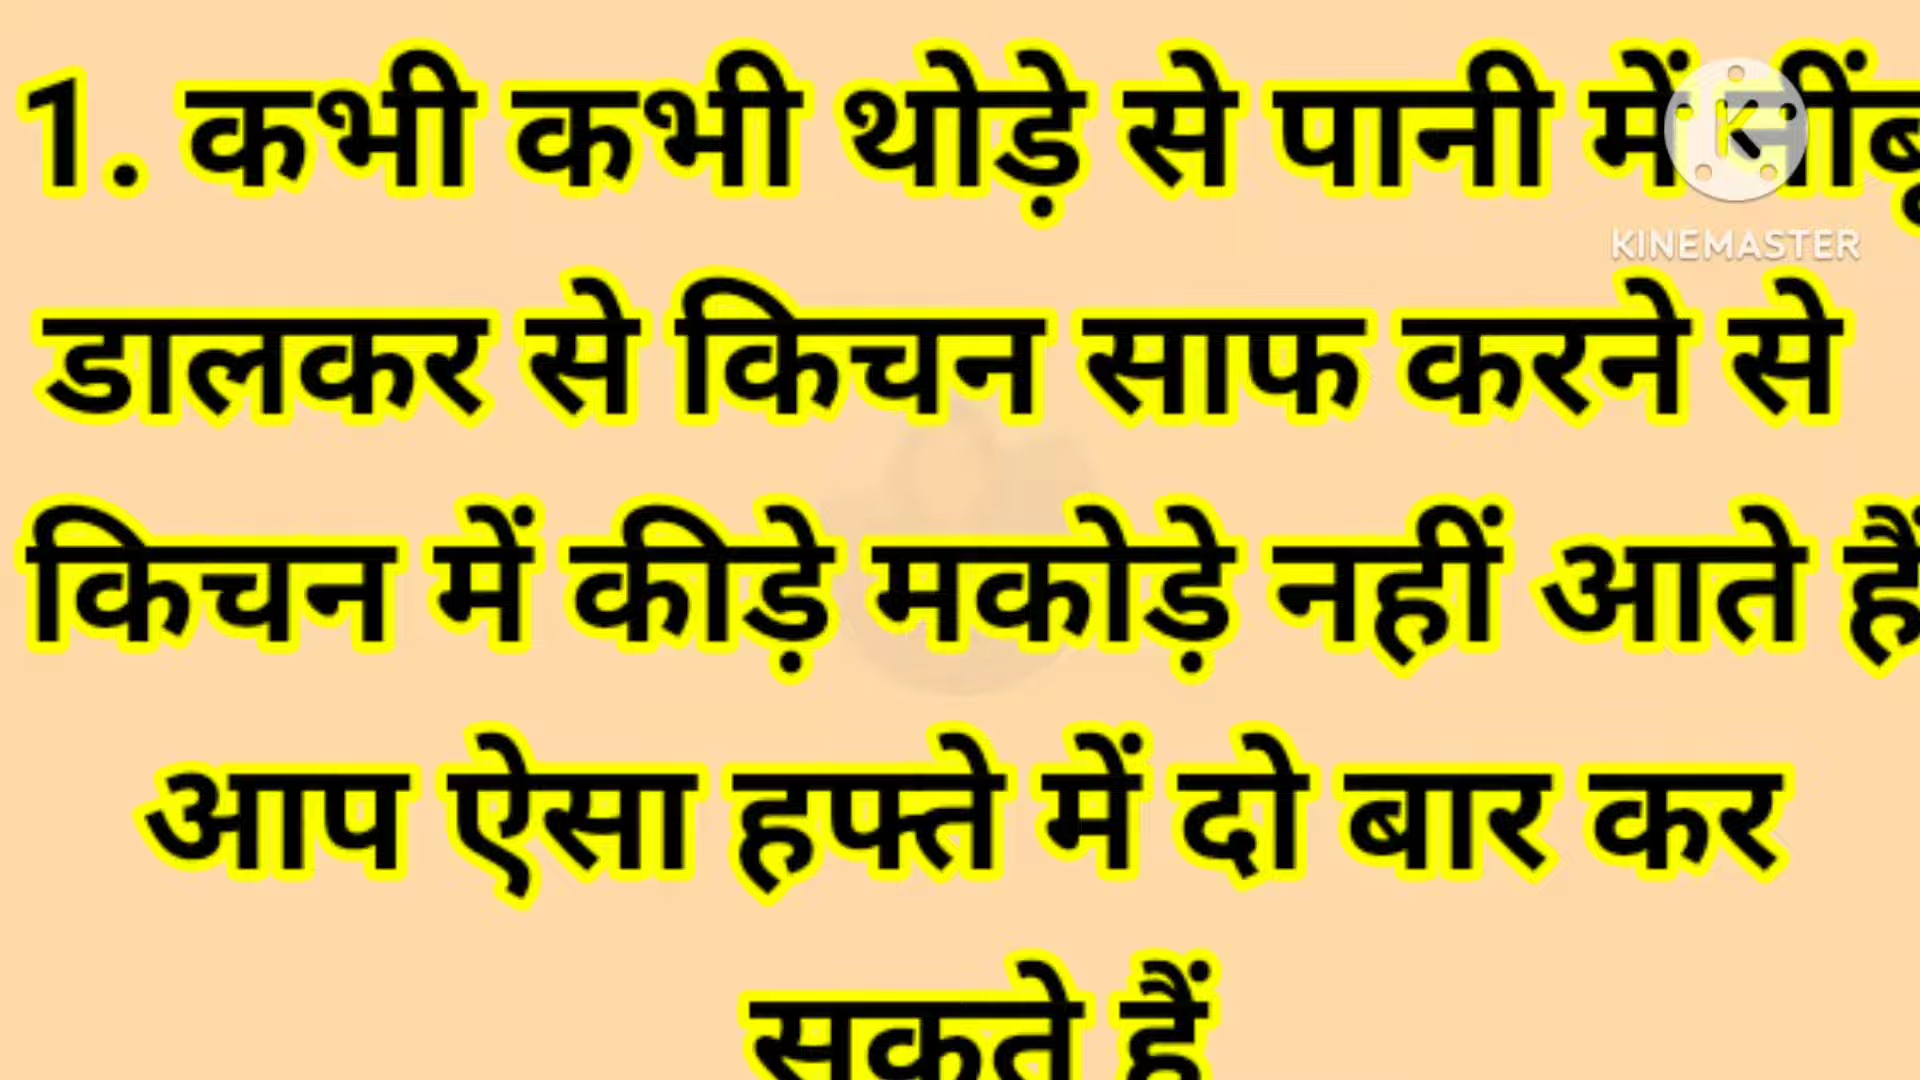 1. कभी कभी थोड़े से पानी में नींबू
KINEMASTER
डालकर से किचन साफ करने से
किचन में कीड़े मकोड़े नहीं आते हैं
आप ऐसा हफ्ते में दो बार कर
सकते हैं